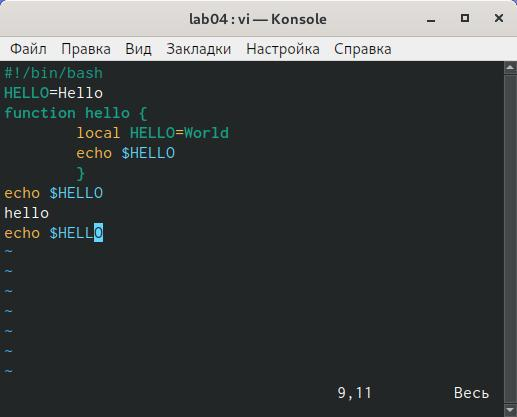 lab04 : vi — Konsole
Файл Правка Вид Закладки Настройка Справка
#!/bin/bash
HELLO=Hello
function hello {
        local HELLO=World
        echo $HELLO
        }
echo $HELLO
hello
echo $HELLO
~
~
~
~
~
~
~
9,11 Весь